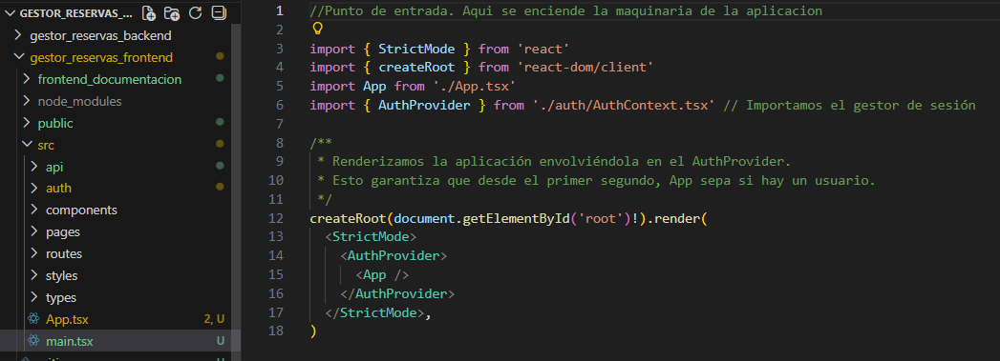 GESTOR_RESERVAS_...
gestor_reservas_backend
gestor_reservas_frontend
frontend_documentacion
node_modules
public
src
api
auth
components
pages
routes
styles
types
App.tsx 2, U
main.tsx U
1 //Punto de entrada. Aqui se enciende la maquinaria de la aplicacion
2
3 import { StrictMode } from 'react'
4 import { createRoot } from 'react-dom/client'
5 import App from './App.tsx'
6 import { AuthProvider } from './auth/AuthContext.tsx' // Importamos el gestor de sesión
7
8 /**
9  * Renderizamos la aplicación envolviéndola en el AuthProvider.
10  * Esto garantiza que desde el primer segundo, App sepa si hay un usuario.
11  */
12 createRoot(document.getElementById('root')!).render(
13   <StrictMode>
14     <AuthProvider>
15       <App />
16     </AuthProvider>
17   </StrictMode>,
18 )